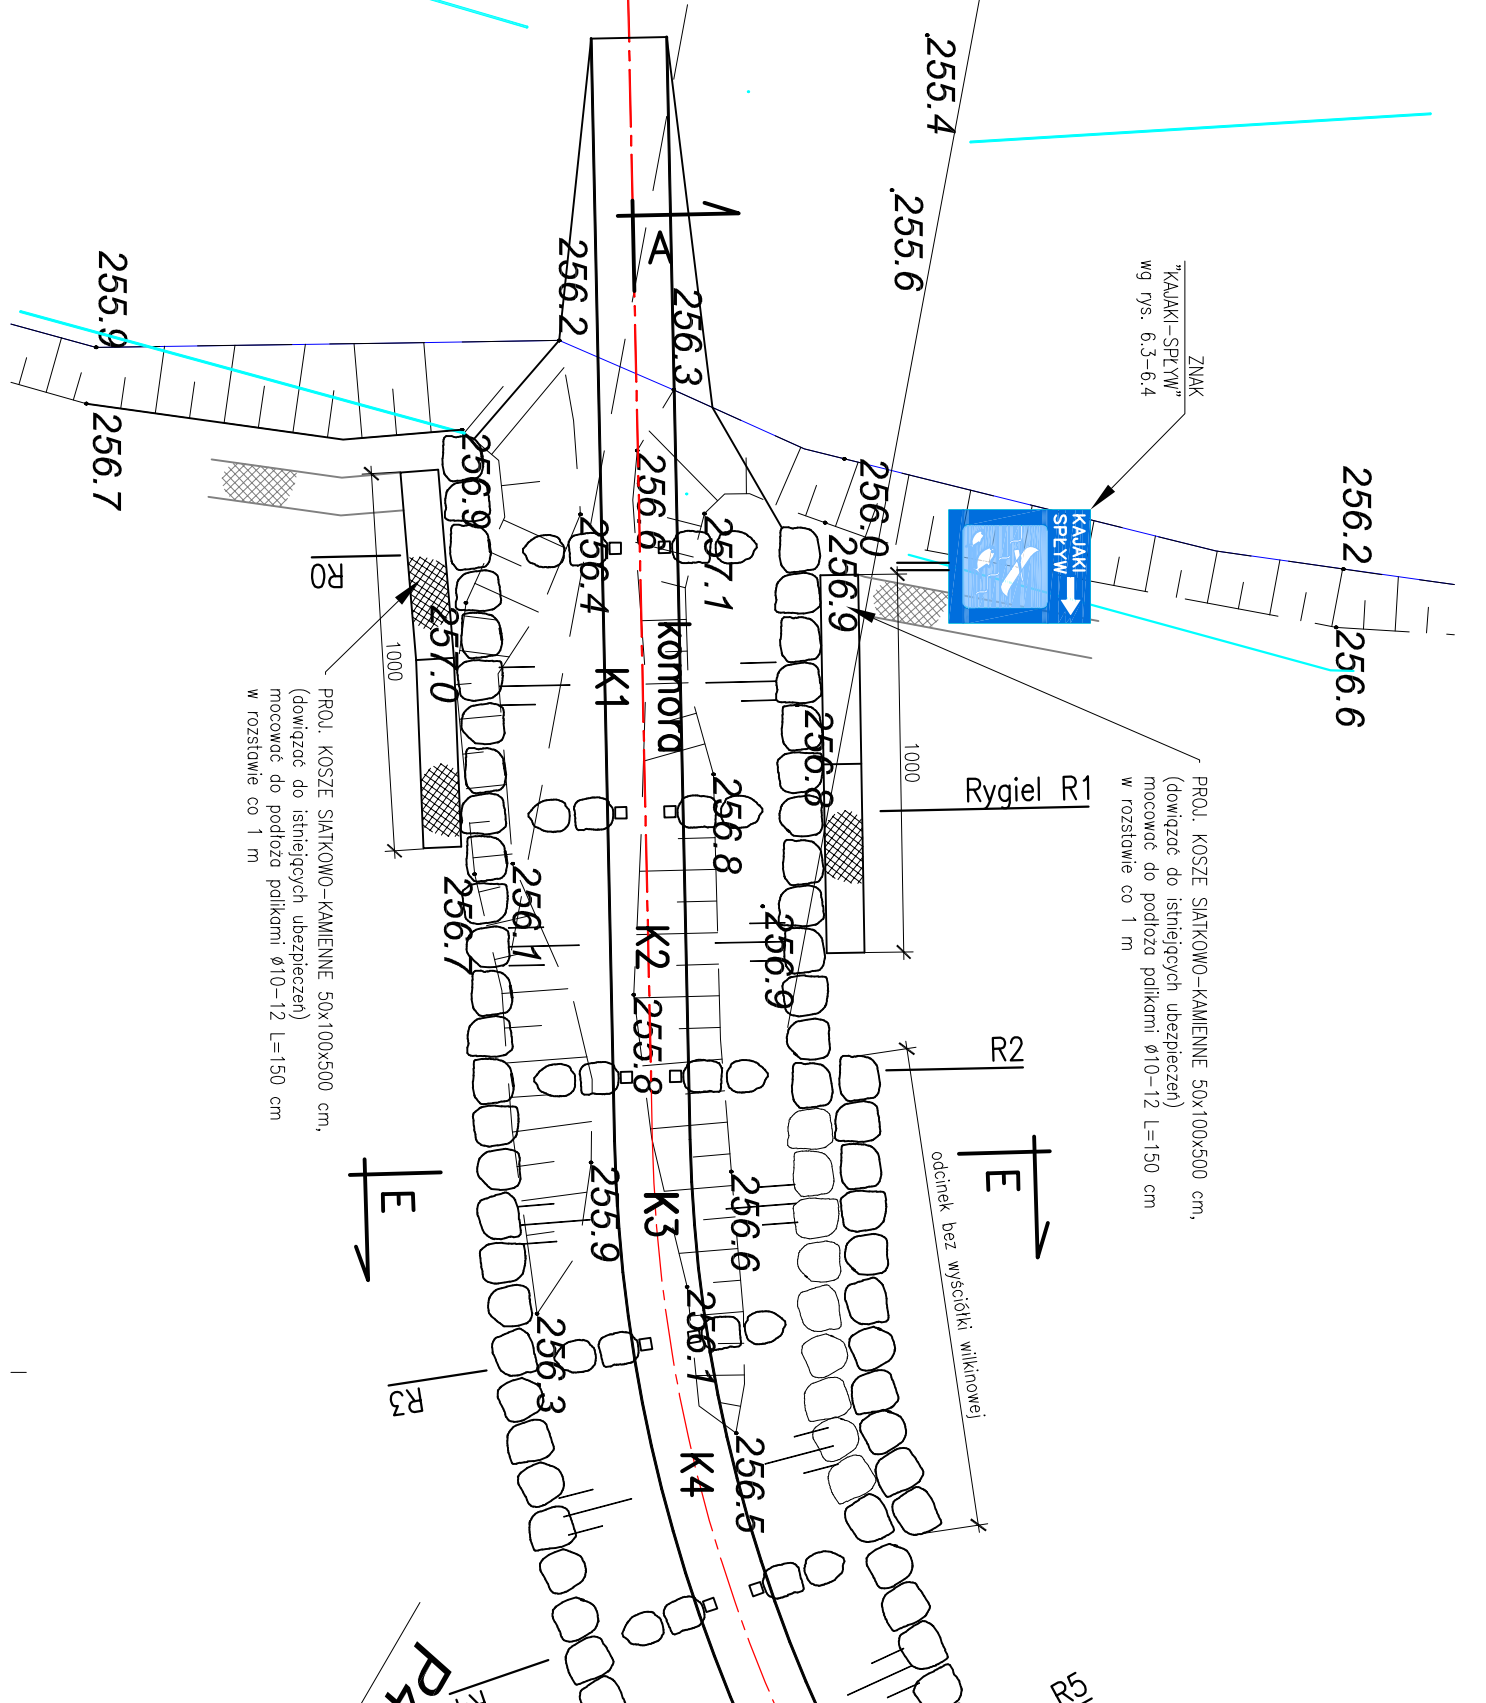 255.4
255.6
A
256.2
256.3
255.9
256.7
ZNAK
"KAJAKI-SPŁYW"
wg rys. 6.3-6.4
KAJAKI
SPŁYW
256.2
256.6
256.0
256.9
256.9
256.6
256.4
257.1
R0
257.0
1000
komora
K1
256.8
1000
Rygiel R1
256.8
PROJ. KOSZE SIATKOWO-KAMIENNE 50x100x500 cm,
(dowiązać do istniejących ubezpieczeń)
mocować do podłoża palikami ø10-12 L=150 cm
w rozstawie co 1 m
PROJ. KOSZE SIATKOWO-KAMIENNE 50x100x500 cm,
(dowiązać do istniejących ubezpieczeń)
mocować do podłoża palikami ø10-12 L=150 cm
w rozstawie co 1 m
256.1
256.7
K2
256.9
255.8
R2
E
E
odcinek bez wyściółki wilkinowej
255.9
K3
256.6
256.1
256.3
R3
K4
256.5
R5